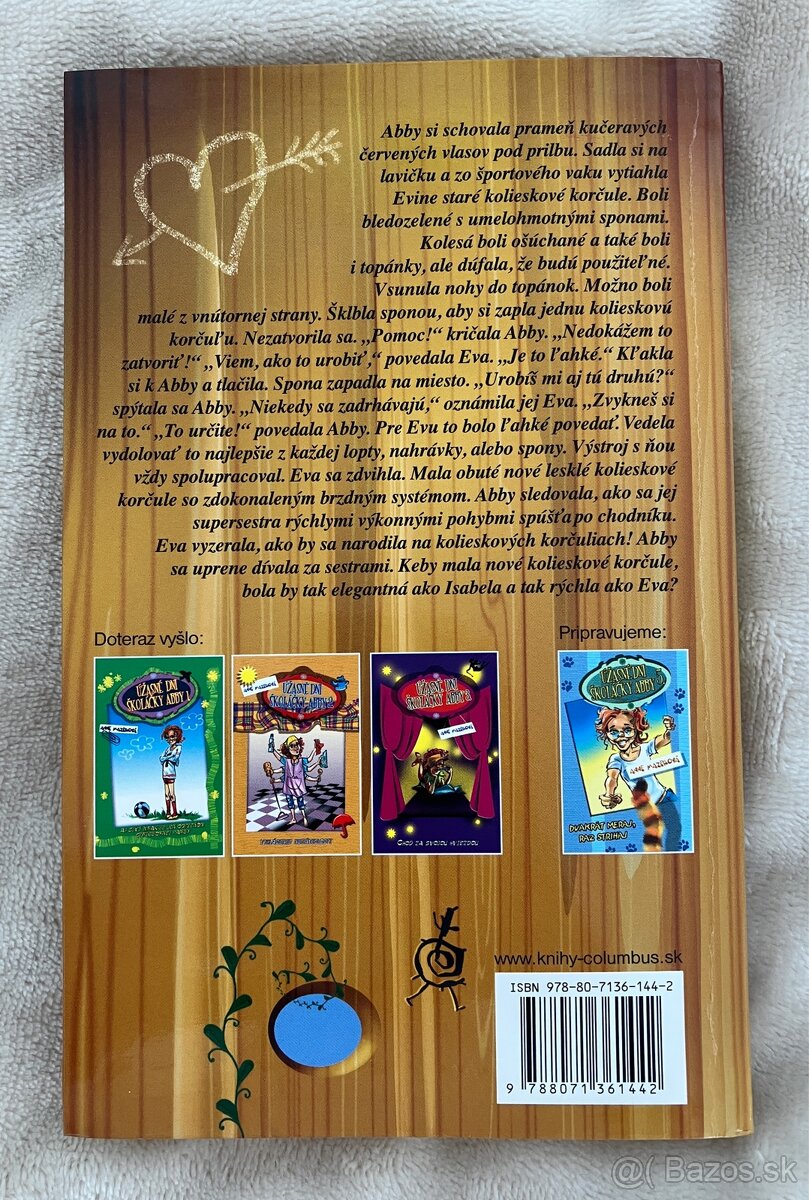 Abby si schovala prameň kučeravých
červených vlasov pod prilbu. Sadla si na
lavičku a zo športového vaku vytiahla
Evine staré kolieskové korčule. Boli
bledozelené s umelohmotnými sponami.
Kolesá boli ošúchané a také boli
i topánky, ale dúfala, že budú použiteľné.
Vsunula nohy do topánok. Možno boli
malé z vnútornej strany. Šklbla sponou, aby si zapla jednu kolieskovú
korčuľu. Nezatvorila sa. „Pomoc!“ kričala Abby. „Nedokážem to
zatvoriť!“ „Viem, ako to urobiť,“ povedala Eva. „Je to ľahké.“ Kľakla
si k Abby a tlačila. Spona zapadla na miesto. „Urobíš mi aj tú druhú?“
spýtala sa Abby. „Niekedy sa zadrhávajú,“ oznámila jej Eva. „Zvykneš si
na to.“ „To určite!“ povedala Abby. Pre Evu to bolo ľahké povedať. Vedela
vydolovať to najlepšie z každej lopty, nahrávky, alebo spony. Výstroj s ňou
vždy spolupracoval. Eva sa zdvihla. Mala obuté nové lesklé kolieskové
korčule so zdokonaleným brzdným systémom. Abby sledovala, ako sa jej
supersestra rýchlymi výkonnými pohybmi spúšťa po chodníku.
Eva vyzerala, ako by sa narodila na kolieskových korčuliach! Abby
sa uprene dívala za sestrami. Keby mala nové kolieskové korčule,
bola by tak elegantná ako Isabela a tak rýchla ako Eva?
Doteraz vyšlo:
Pripravujeme:
ÚŽASNÉ DNI
ŠKOLÁČKY ABBY 1
ÚŽASNÉ DNI
ŠKOLÁČKY ABBY 2
ÚŽASNÉ DNI
ŠKOLÁČKY ABBY 3
CHOĎ ZA SVOJOU HVIEZDOU
ÚŽASNÉ DNI
ŠKOLÁČKY ABBY 5
DVAKRÁT MERAJ,
RAZ STRIHAJ
www.knihy-columbus.sk
ISBN 978-80-7136-144-2
9 788071 361442
@( Bazos.sk